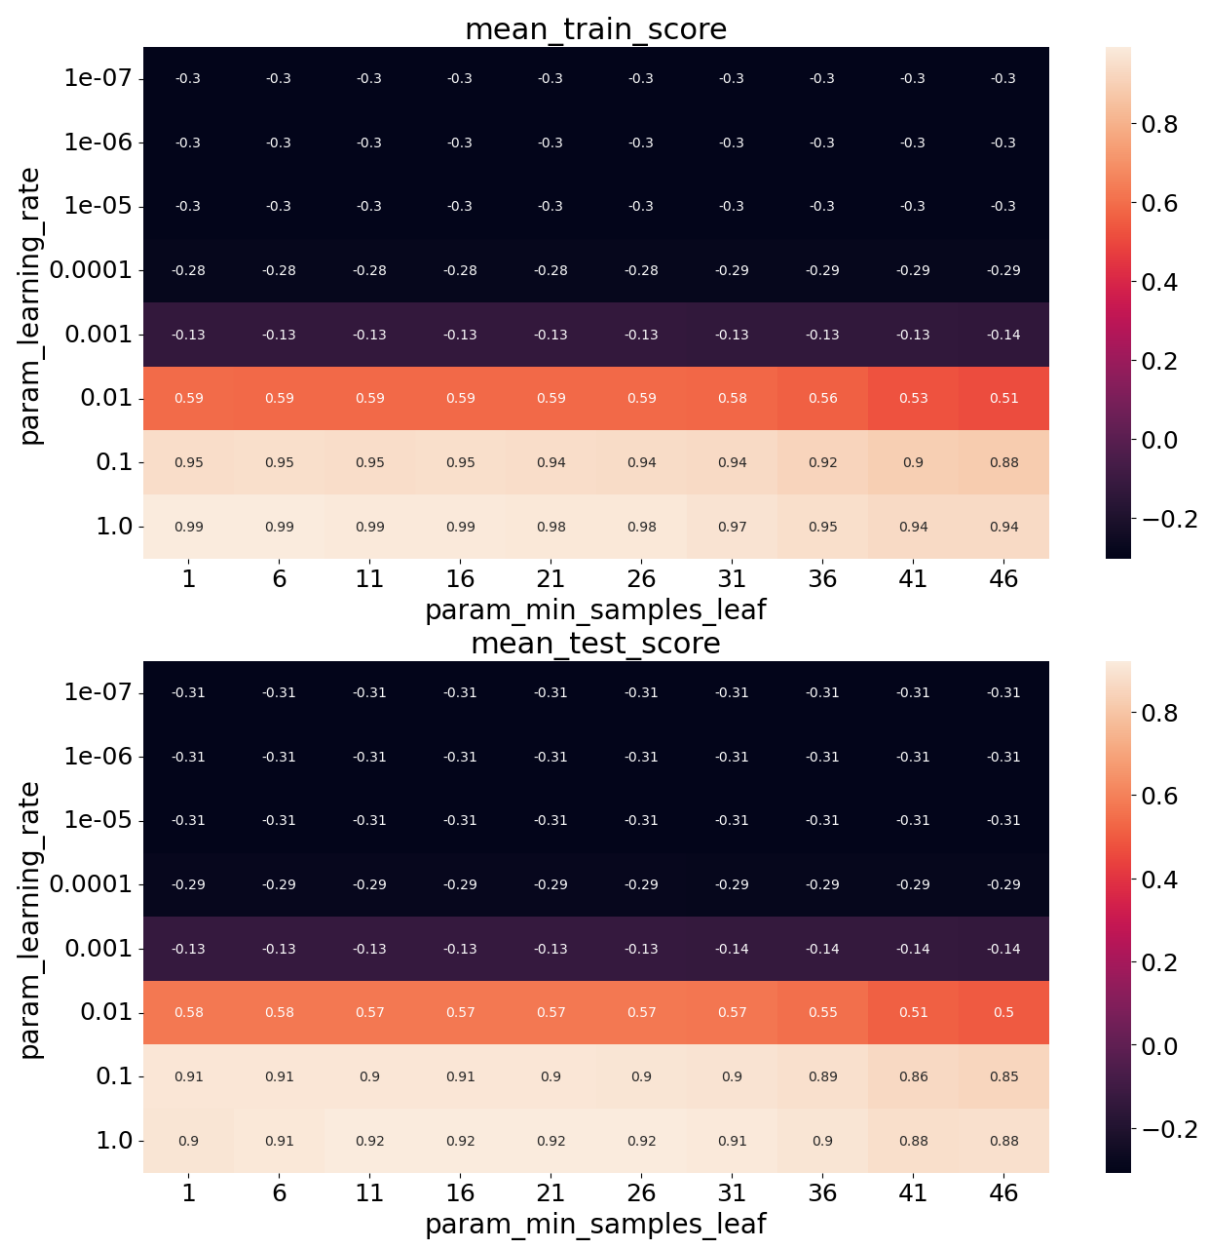 mean_train_score
param_learning_rate
1e-07 -0.3 -0.3 -0.3 -0.3 -0.3 -0.3 -0.3 -0.3 -0.3 -0.3
1e-06 -0.3 -0.3 -0.3 -0.3 -0.3 -0.3 -0.3 -0.3 -0.3 -0.3
1e-05 -0.3 -0.3 -0.3 -0.3 -0.3 -0.3 -0.3 -0.3 -0.3 -0.3
0.0001 -0.28 -0.28 -0.28 -0.28 -0.28 -0.28 -0.29 -0.29 -0.29 -0.29
0.001 -0.13 -0.13 -0.13 -0.13 -0.13 -0.13 -0.13 -0.13 -0.13 -0.14
0.01 0.59 0.59 0.59 0.59 0.59 0.59 0.58 0.56 0.53 0.51
0.1 0.95 0.95 0.95 0.95 0.94 0.94 0.94 0.92 0.9 0.88
1.0 0.99 0.99 0.99 0.99 0.98 0.98 0.97 0.95 0.94 0.94
1 6 11 16 21 26 31 36 41 46
param_min_samples_leaf
0.8
0.6
0.4
0.2
0.0
−0.2
mean_test_score
param_learning_rate
1e-07 -0.31 -0.31 -0.31 -0.31 -0.31 -0.31 -0.31 -0.31 -0.31 -0.31
1e-06 -0.31 -0.31 -0.31 -0.31 -0.31 -0.31 -0.31 -0.31 -0.31 -0.31
1e-05 -0.31 -0.31 -0.31 -0.31 -0.31 -0.31 -0.31 -0.31 -0.31 -0.31
0.0001 -0.29 -0.29 -0.29 -0.29 -0.29 -0.29 -0.29 -0.29 -0.29 -0.29
0.001 -0.13 -0.13 -0.13 -0.13 -0.13 -0.13 -0.14 -0.14 -0.14 -0.14
0.01 0.58 0.58 0.57 0.57 0.57 0.57 0.57 0.55 0.51 0.5
0.1 0.91 0.91 0.9 0.91 0.9 0.9 0.9 0.89 0.86 0.85
1.0 0.9 0.91 0.92 0.92 0.92 0.92 0.91 0.9 0.88 0.88
1 6 11 16 21 26 31 36 41 46
param_min_samples_leaf
0.8
0.6
0.4
0.2
0.0
−0.2